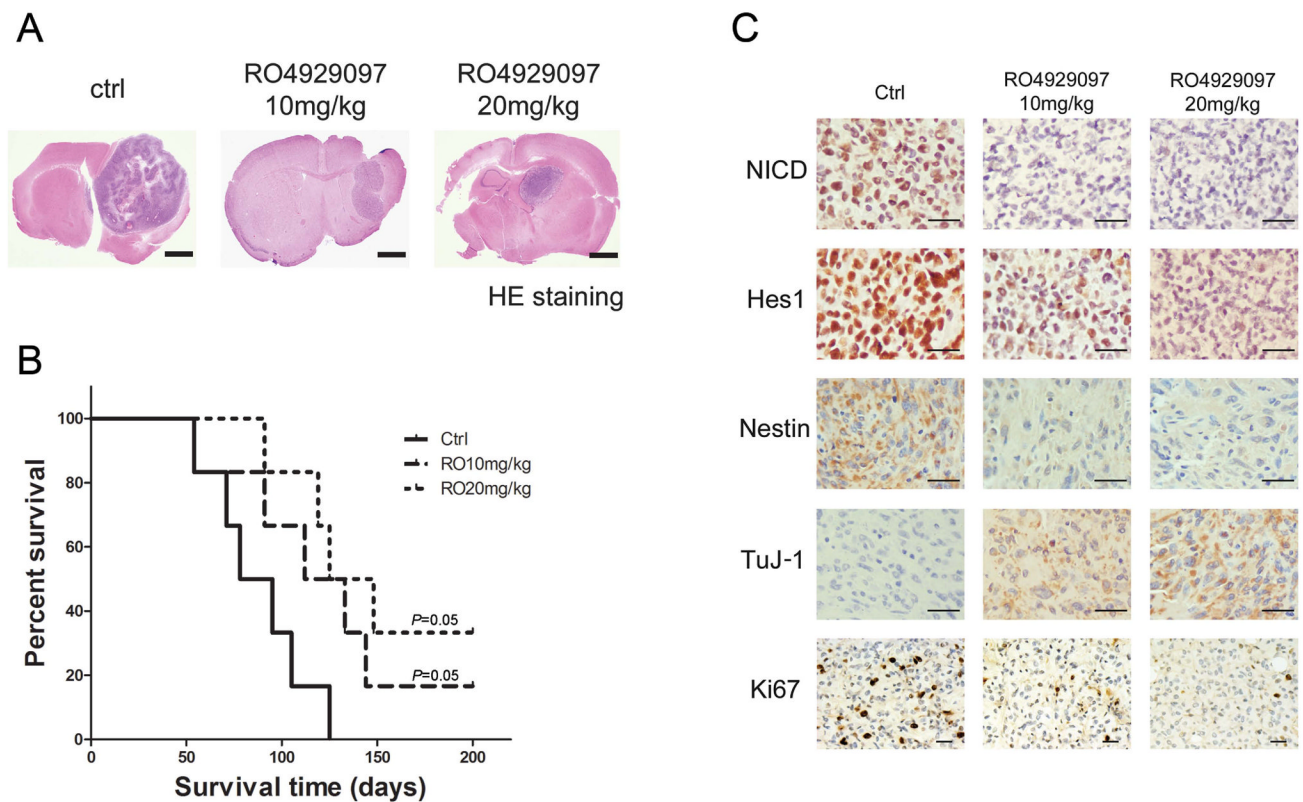 A
ctrl
RO4929097
10mg/kg
RO4929097
20mg/kg
HE staining
B
Percent survival
100
80
60
40
20
0
0
50
100
150
200
Survival time (days)
Ctrl
RO10mg/kg
RO20mg/kg
P=0.05
P=0.05
C
Ctrl
RO4929097
10mg/kg
RO4929097
20mg/kg
NICD
Hes1
Nestin
TuJ-1
Ki67